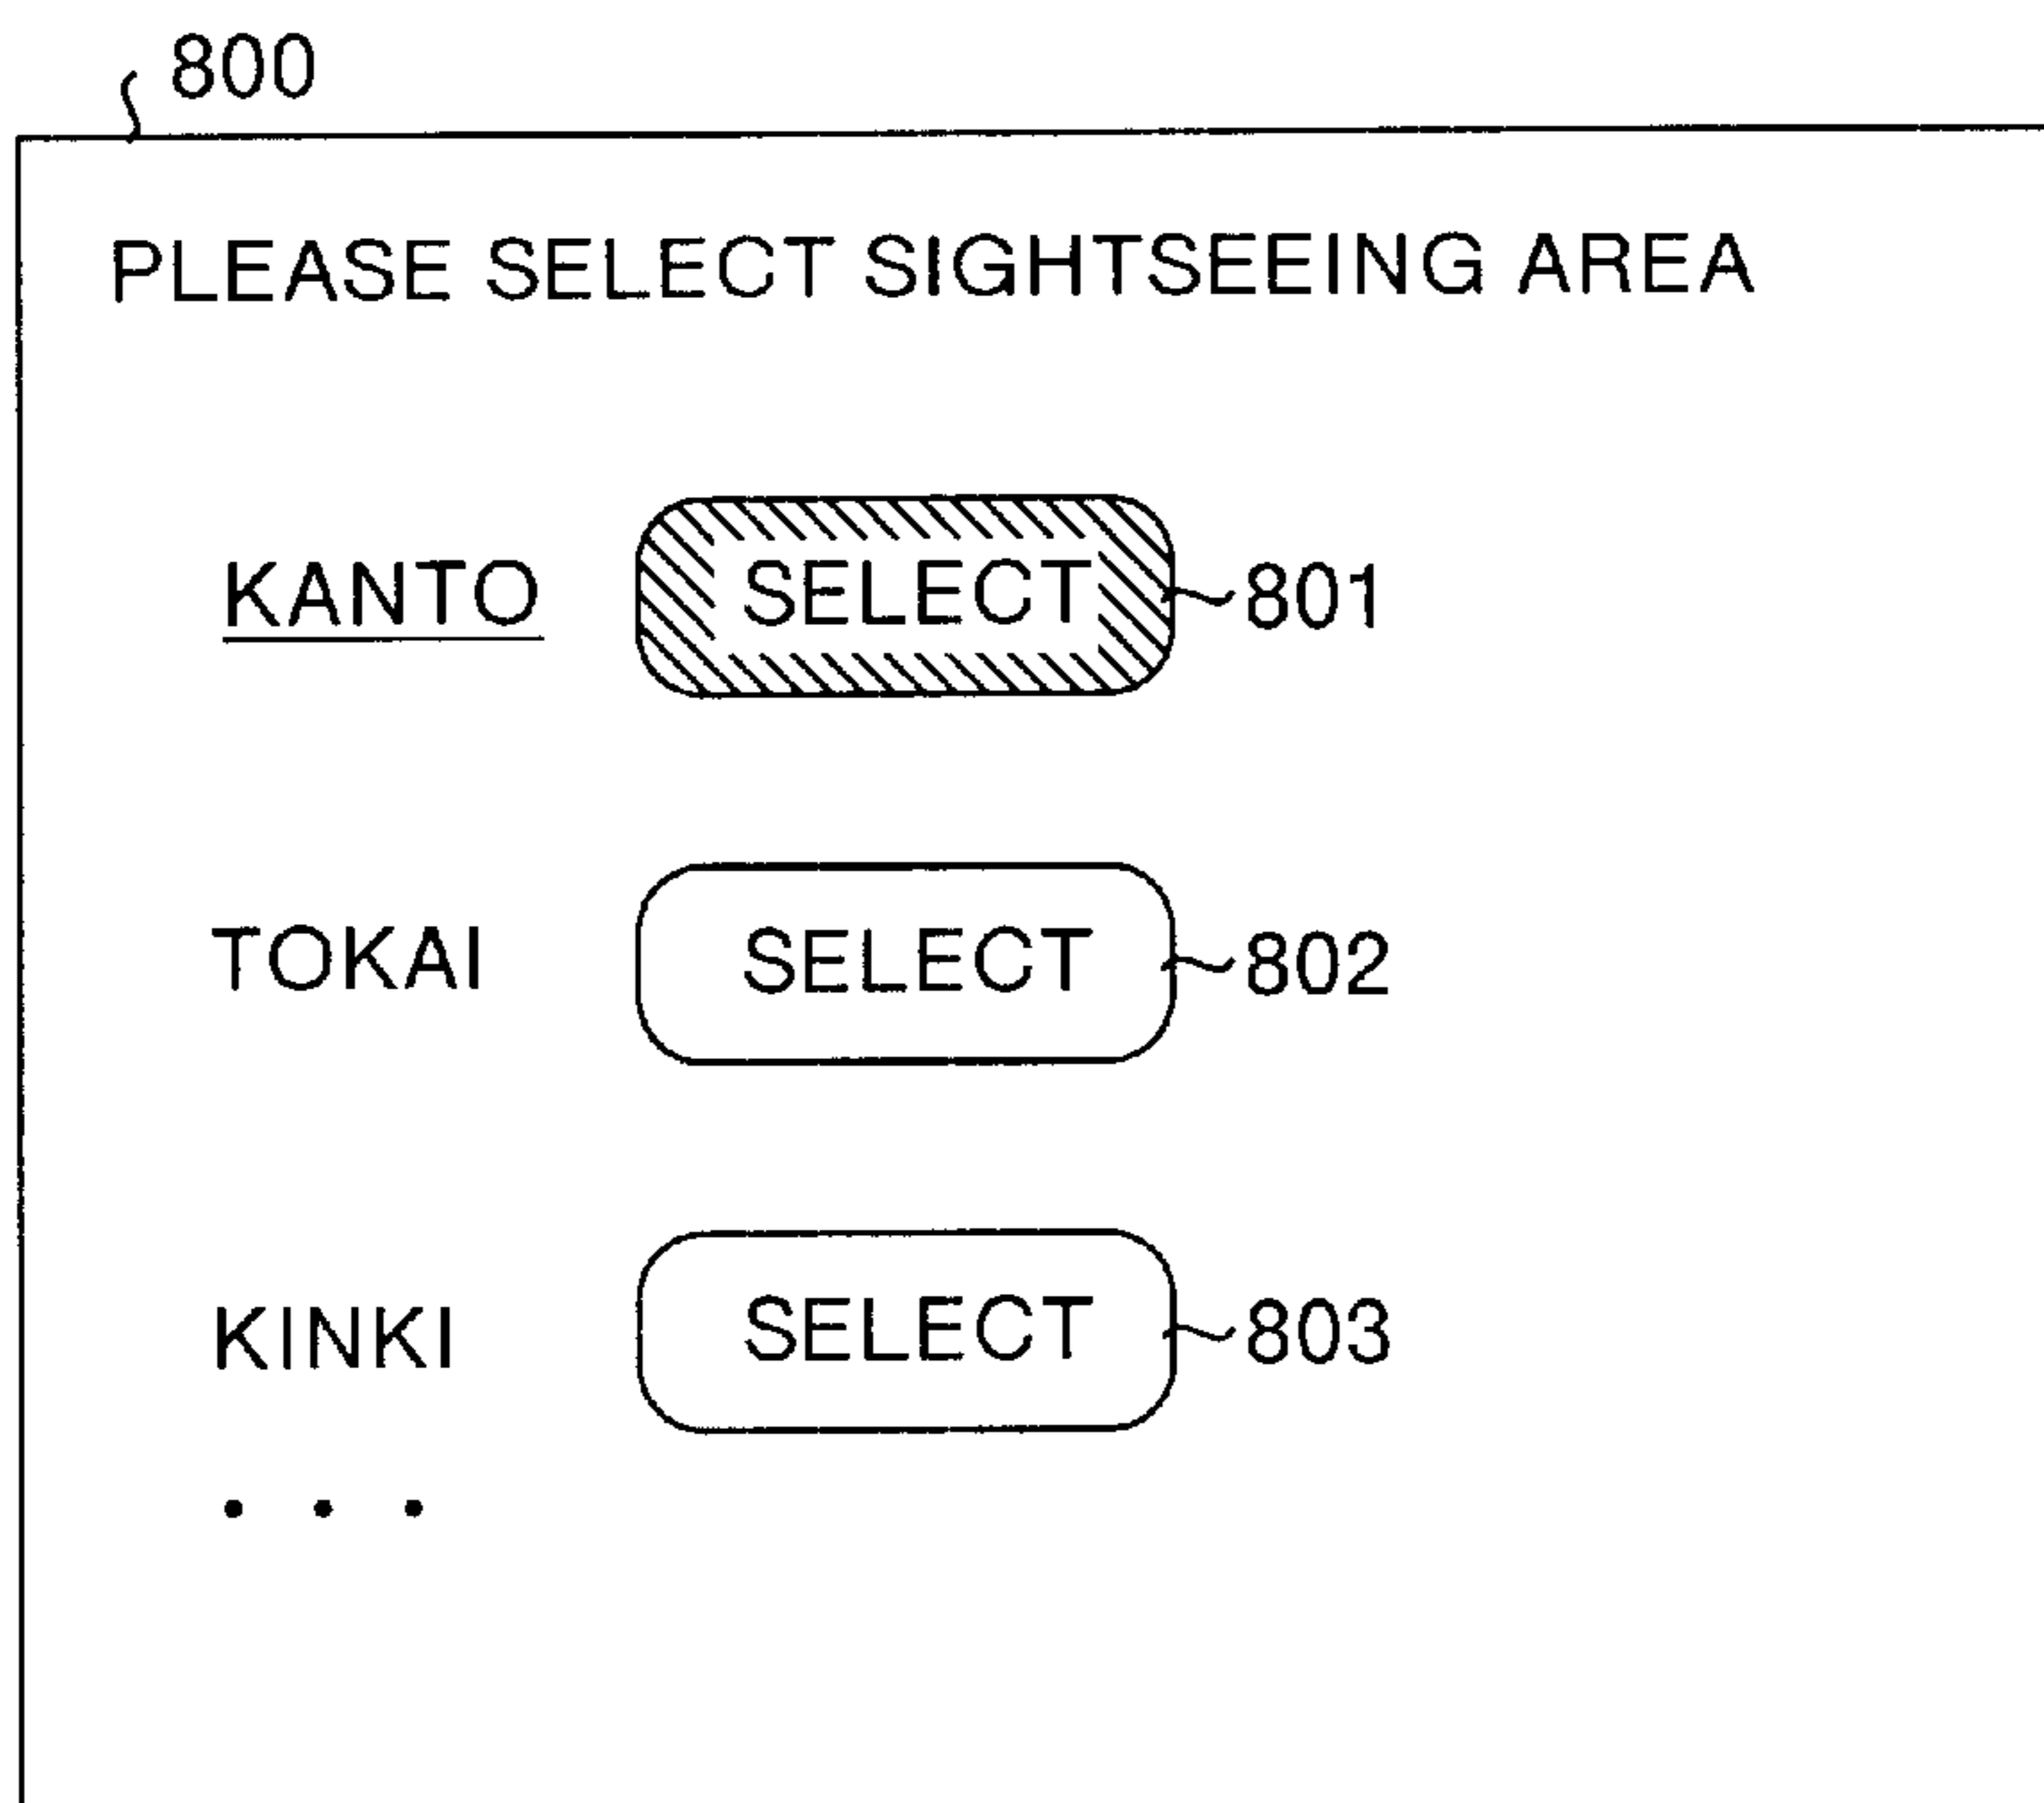 800
PLEASE SELECT SIGHTSEEING AREA
KANTO SELECT 801
TOKAI SELECT 802
KINKI SELECT 803
• • •